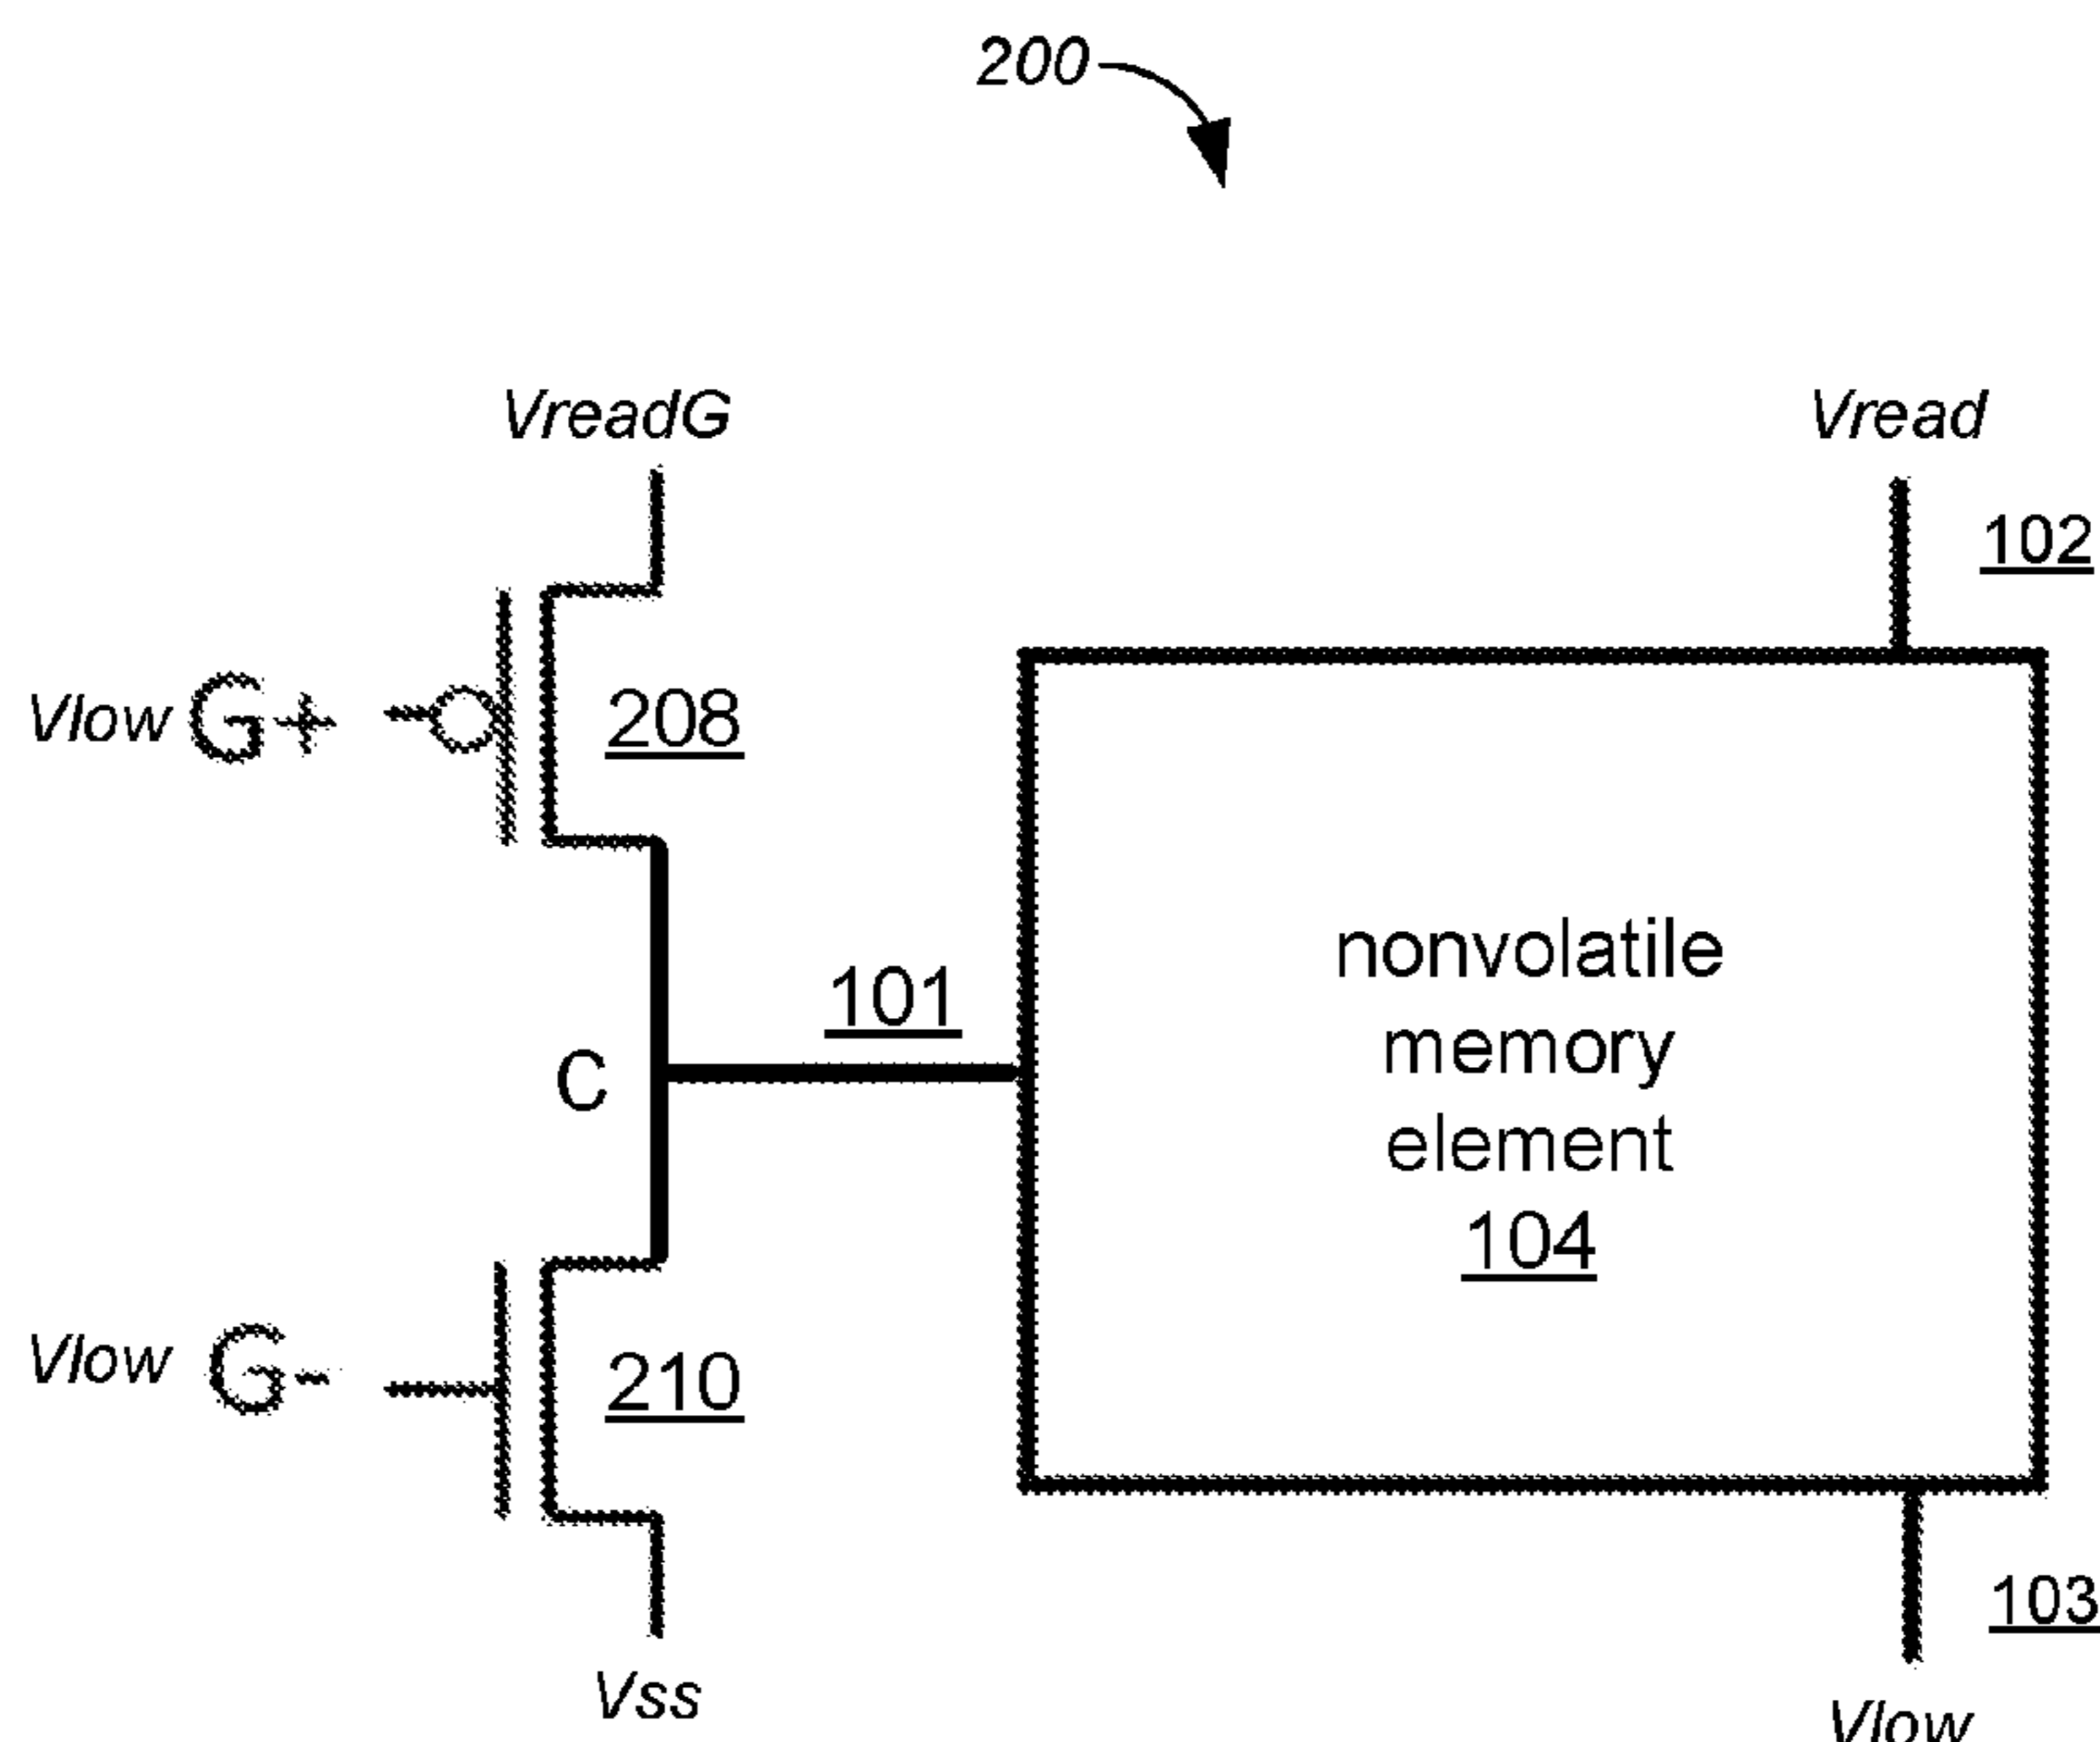 200
VreadG
Vread
102
Vlow G+
208
101
nonvolatile
memory
element
104
C
Vlow G-
210
103
Vss
Vlow